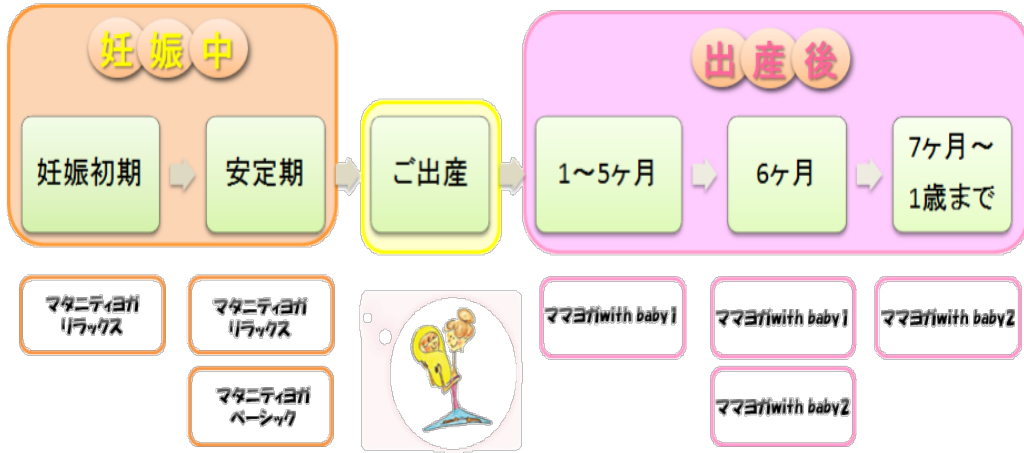 妊娠中
出産後
妊娠初期
安定期
ご出産
1～5ヶ月
6ヶ月
7ヶ月～
1歳まで
マタニティヨガ
リラックス
マタニティヨガ
リラックス
マタニティヨガ
ベーシック
ママヨガwith baby1
ママヨガwith baby1
ママヨガwith baby2
ママヨガwith baby2